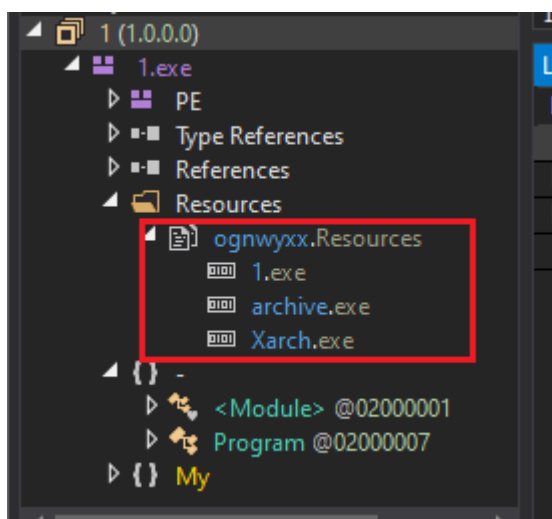 1 (1.0.0.0)
1.exe
PE
Type References
References
Resources
ognwyxx.Resources
1.exe
archive.exe
Xarch.exe
{ } -
<Module> @02000001
Program @02000007
{ } My